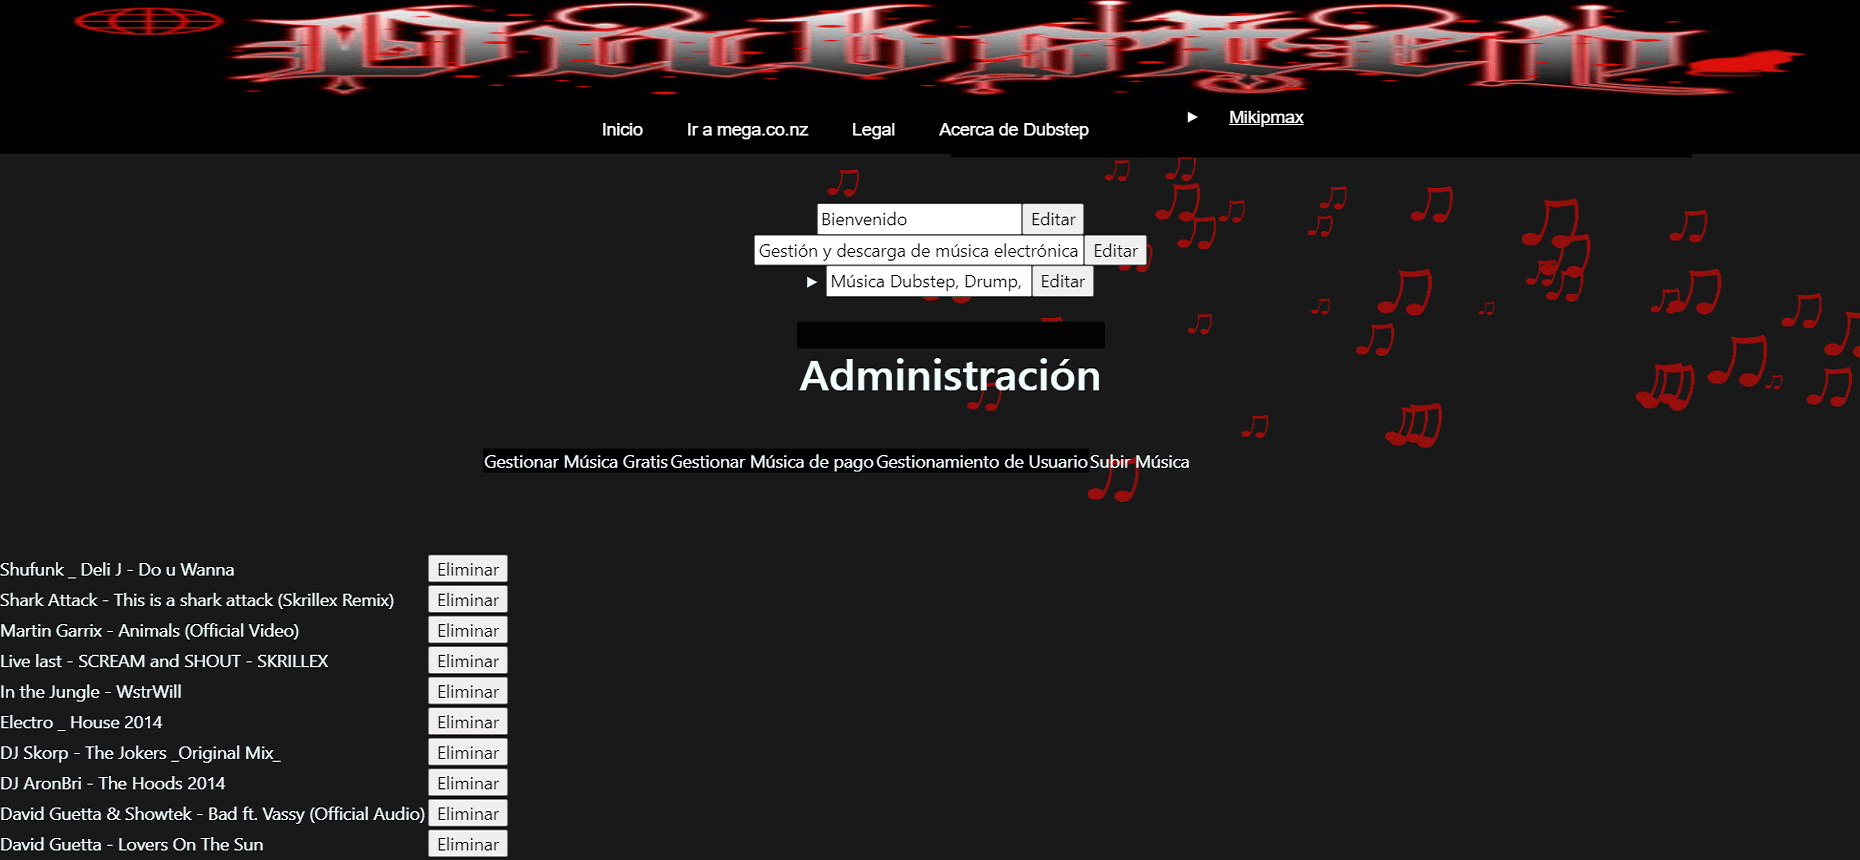 Dubstep
Inicio Ir a mega.co.nz Legal Acerca de Dubstep Mikipmax
Bienvenido Editar
Gestión y descarga de música electrónica Editar
Música Dubstep, Drump, Editar
Administración
Gestionar Música Gratis Gestionar Música de pago Gestionamiento de Usuario Subir Música
Shufunk _ Deli J - Do u Wanna Eliminar
Shark Attack - This is a shark attack (Skrillex Remix) Eliminar
Martin Garrix - Animals (Official Video) Eliminar
Live last - SCREAM and SHOUT - SKRILLEX Eliminar
In the Jungle - WstrWill Eliminar
Electro _ House 2014 Eliminar
DJ Skorp - The Jokers _Original Mix_ Eliminar
DJ AronBri - The Hoods 2014 Eliminar
David Guetta & Showtek - Bad ft. Vassy (Official Audio) Eliminar
David Guetta - Lovers On The Sun Eliminar